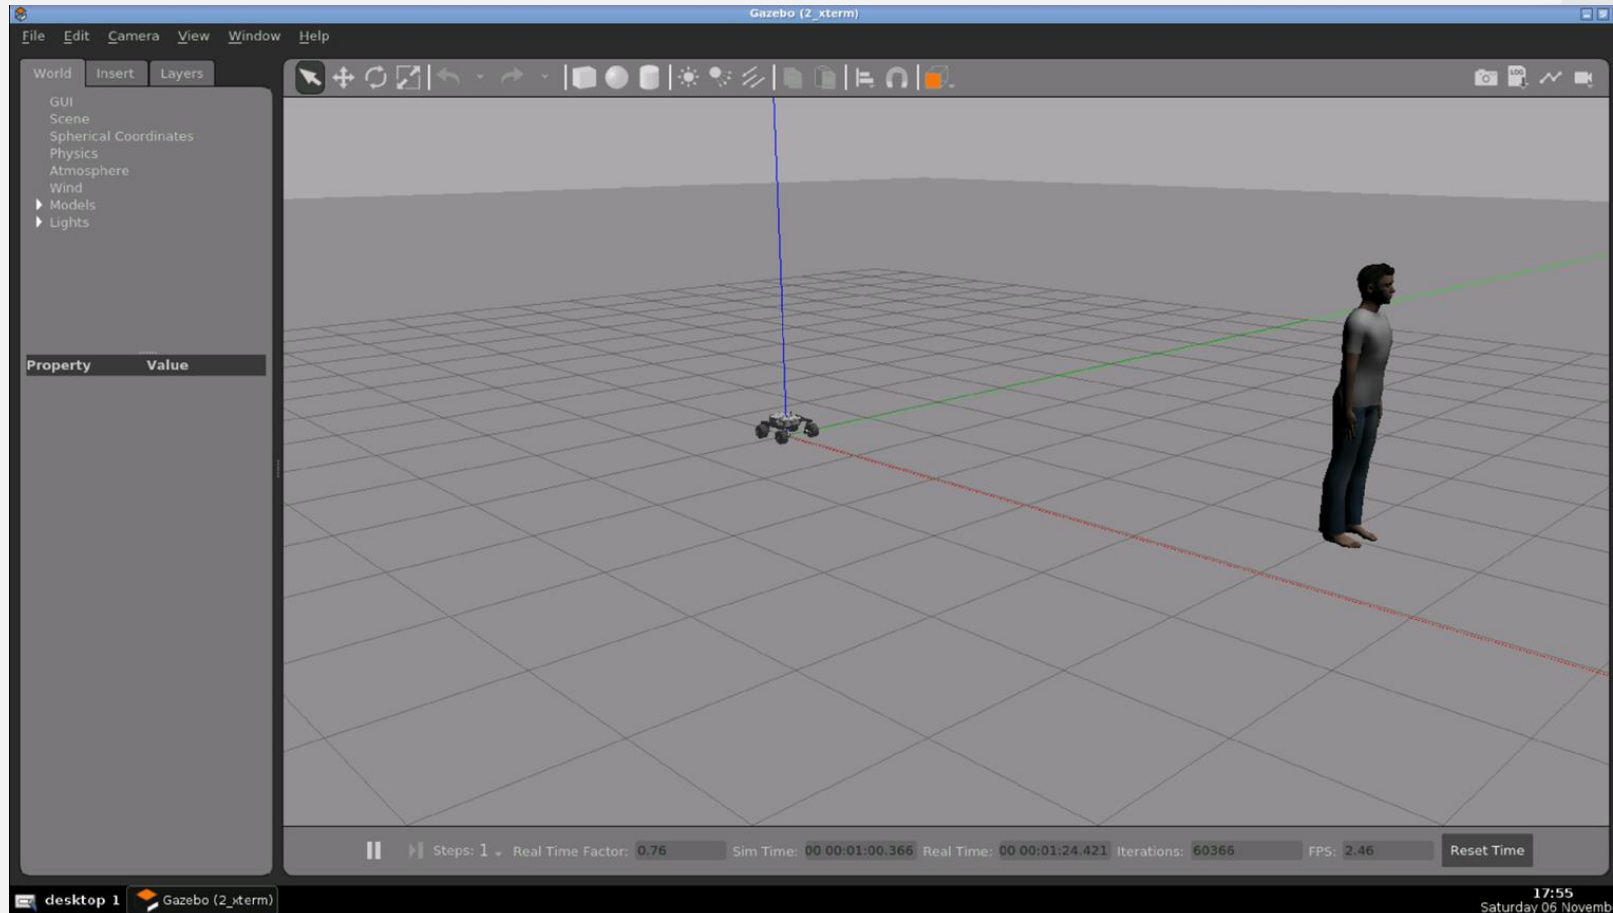 Gazebo (2_xterm)
File Edit Camera View Window Help
World Insert Layers
GUI
Scene
Spherical Coordinates
Physics
Atmosphere
Wind
Models
Lights
Property Value
LOG
Steps: 1 Real Time Factor: 0.76 Sim Time: 00 00:01:00.366 Real Time: 00 00:01:24.421 Iterations: 60366 FPS: 2.46 Reset Time
desktop 1 Gazebo (2_xterm)
17:55
Saturday 06 Novemb